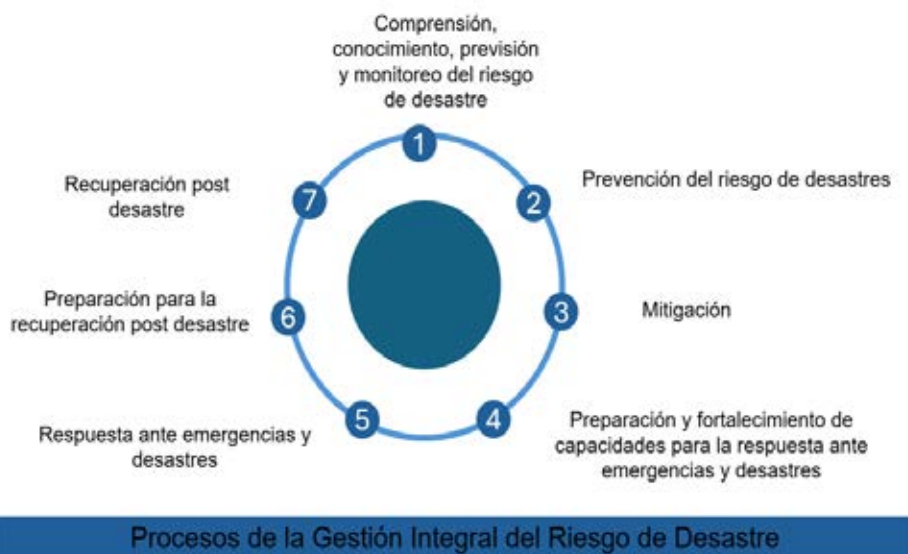 Comprensión,
conocimiento, previsión
y monitoreo del riesgo
de desastre
1
Prevención del riesgo de desastres
2
Mitigación
3
Preparación y fortalecimiento de
capacidades para la respuesta ante
emergencias y desastres
4
Respuesta ante emergencias y
desastres
5
Preparación para la
recuperación post desastre
6
Recuperación post
desastre
7
Procesos de la Gestión Integral del Riesgo de Desastre